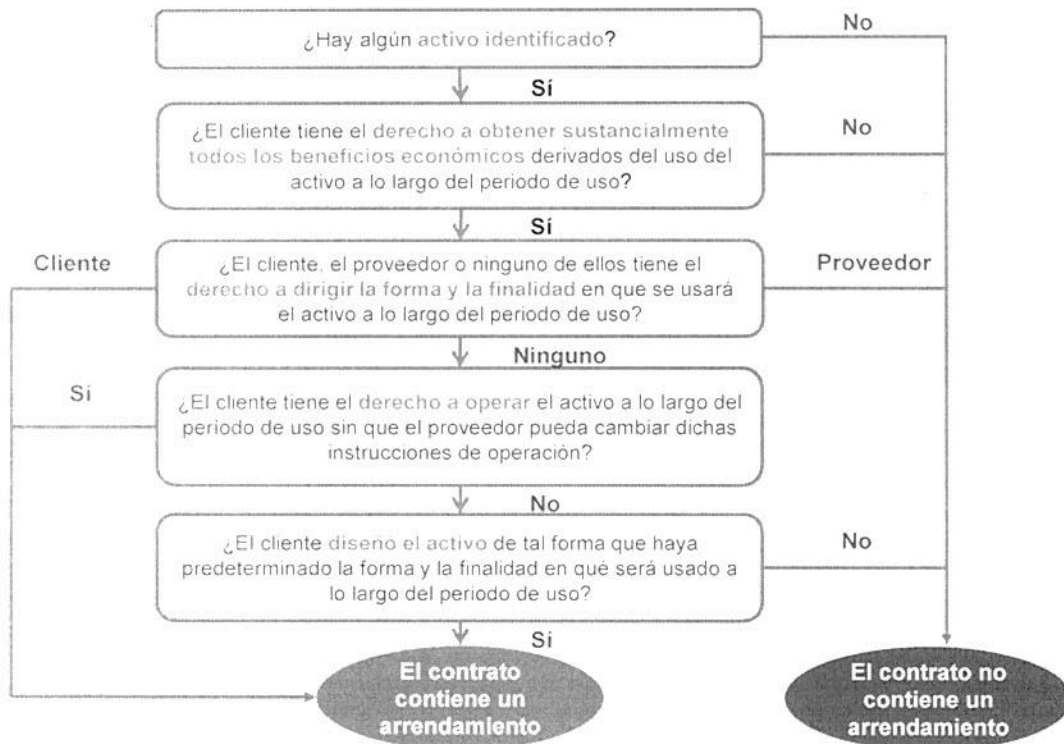 ¿Hay algún activo identificado?
No
Sí
¿El cliente tiene el derecho a obtener sustancialmente
todos los beneficios económicos derivados del uso del
activo a lo largo del periodo de uso?
No
Sí
Cliente
¿El cliente, el proveedor o ninguno de ellos tiene el
derecho a dirigir la forma y la finalidad en que se usará
el activo a lo largo del periodo de uso?
Proveedor
Ninguno
Sí
¿El cliente tiene el derecho a operar el activo a lo largo del
periodo de uso sin que el proveedor pueda cambiar dichas
instrucciones de operación?
No
¿El cliente diseñó el activo de tal forma que haya
predeterminado la forma y la finalidad en qué será usado a
lo largo del periodo de uso?
No
Sí
El contrato
contiene un
arrendamiento
El contrato no
contiene un
arrendamiento